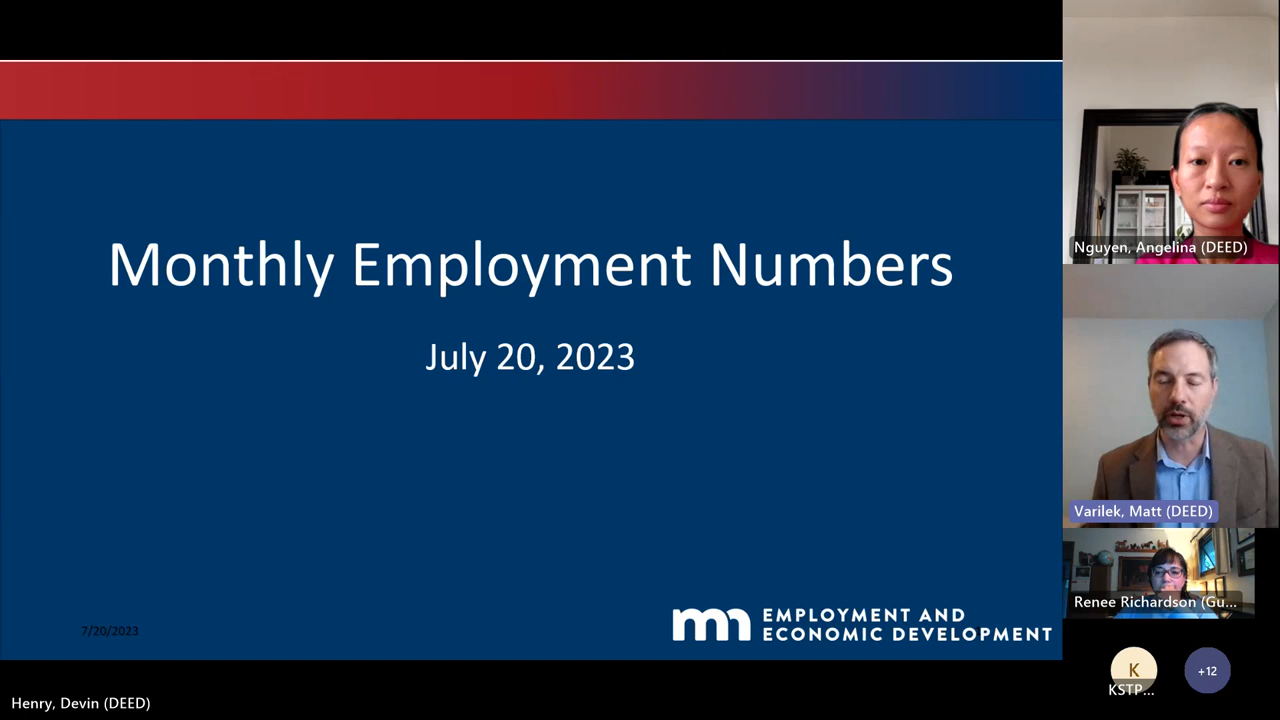 Monthly Employment Numbers
July 20, 2023
7/20/2023
EMPLOYMENT AND
ECONOMIC DEVELOPMENT
Henry, Devin (DEED)
Nguyen, Angelina (DEED)
Varilek, Matt (DEED)
Renee Richardson (Gu...
K
KSTP...
+12